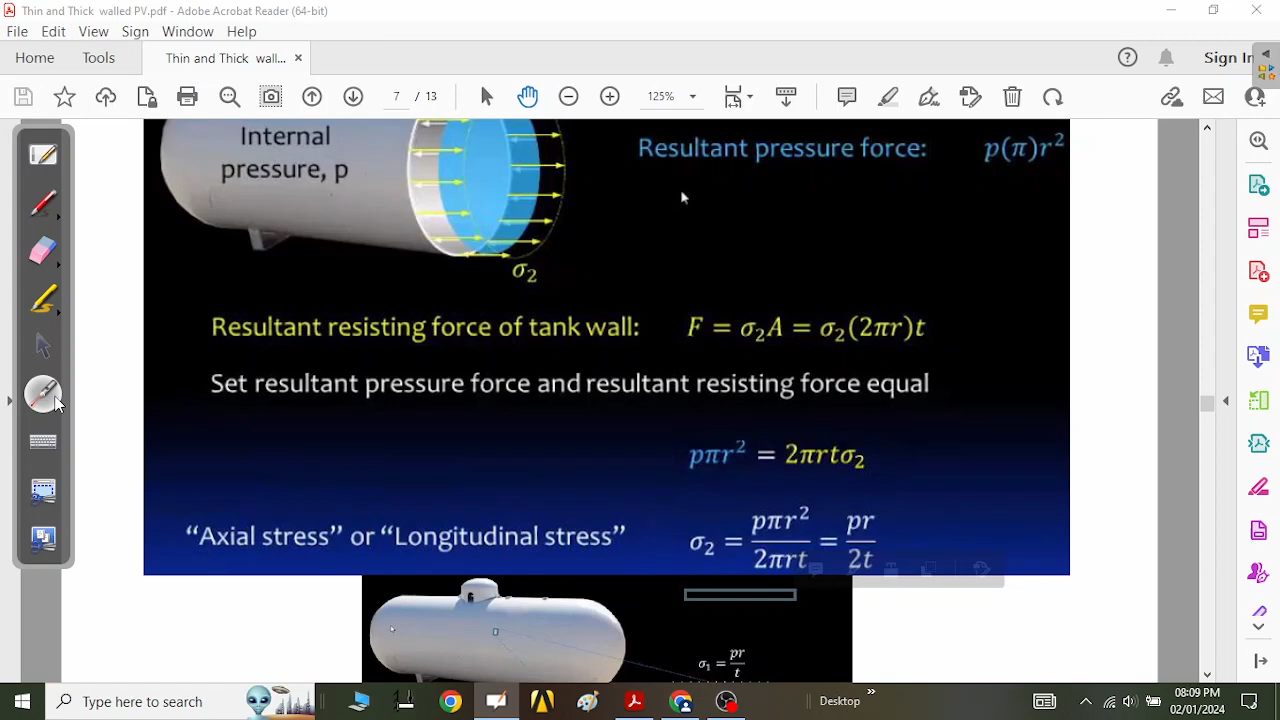 Thin and Thick walled PV.pdf - Adobe Acrobat Reader (64-bit)
File Edit View Sign Window Help
Home Tools Thin and Thick wall... × Sign In
7 / 13 125%
Internal
pressure, p
Resultant pressure force: p(π)r²
σ₂
Resultant resisting force of tank wall: F = σ₂A = σ₂(2πr)t
Set resultant pressure force and resultant resisting force equal
pπr² = 2πrtσ₂
“Axial stress” or “Longitudinal stress” σ₂ = pπr²/2πrt = pr/2t
σ₁ = pr/t
Type here to search Desktop » 08:09 PM
02/01/2024